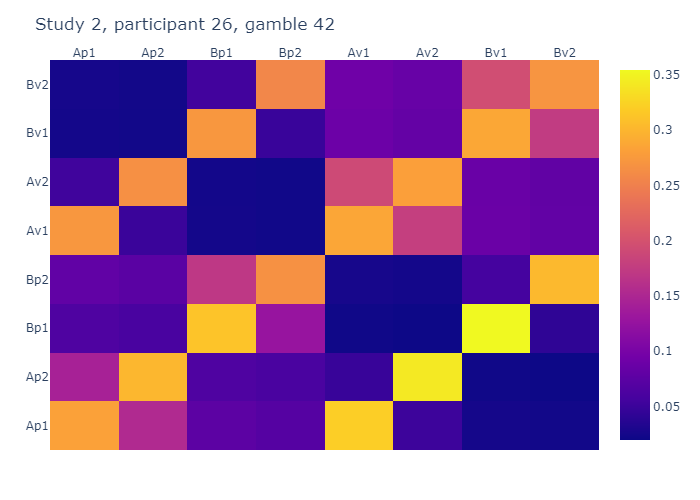 Study 2, participant 26, gamble 42
Ap1 Ap2 Bp1 Bp2 Av1 Av2 Bv1 Bv2
Bv2
Bv1
Av2
Av1
Bp2
Bp1
Ap2
Ap1
0.35
0.3
0.25
0.2
0.15
0.1
0.05